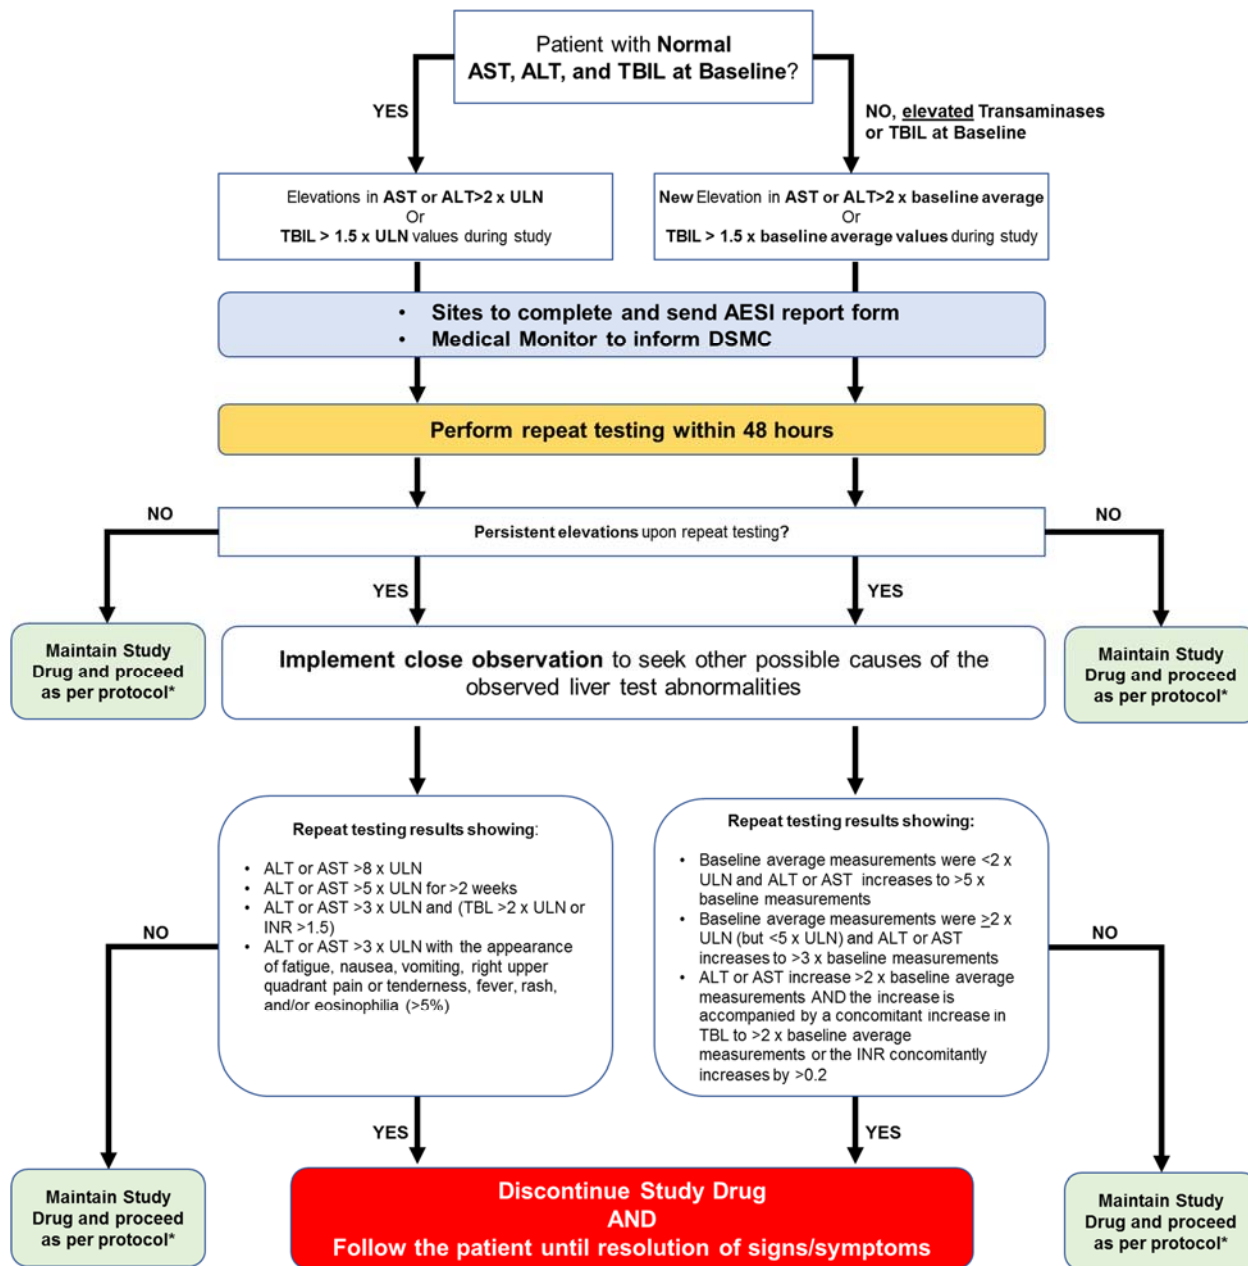 Patient with Normal
AST, ALT, and TBIL at Baseline?
YES
NO, elevated Transaminases
or TBIL at Baseline
Elevations in AST or ALT>2 x ULN
Or
TBIL > 1.5 x ULN values during study
New Elevation in AST or ALT>2 x baseline average
Or
TBIL > 1.5 x baseline average values during study
• Sites to complete and send AESI report form
• Medical Monitor to inform DSMC
Perform repeat testing within 48 hours
NO
Persistent elevations upon repeat testing?
NO
YES
YES
Maintain Study
Drug and proceed
as per protocol*
Implement close observation to seek other possible causes of the
observed liver test abnormalities
Maintain Study
Drug and proceed
as per protocol*
Repeat testing results showing:
• ALT or AST >8 x ULN
• ALT or AST >5 x ULN for >2 weeks
• ALT or AST >3 x ULN and (TBL >2 x ULN or
INR >1.5)
• ALT or AST >3 x ULN with the appearance
of fatigue, nausea, vomiting, right upper
quadrant pain or tenderness, fever, rash,
and/or eosinophilia (>5%)
Repeat testing results showing:
• Baseline average measurements were <2 x
ULN and ALT or AST increases to >5 x
baseline measurements
• Baseline average measurements were ≥2 x
ULN (but <5 x ULN) and ALT or AST
increases to >3 x baseline measurements
• ALT or AST increase >2 x baseline average
measurements AND the increase is
accompanied by a concomitant increase in
TBL to >2 x baseline average
measurements or the INR concomitantly
increases by >0.2
NO
NO
YES
YES
Maintain Study
Drug and proceed
as per protocol*
Discontinue Study Drug
AND
Follow the patient until resolution of signs/symptoms
Maintain Study
Drug and proceed
as per protocol*